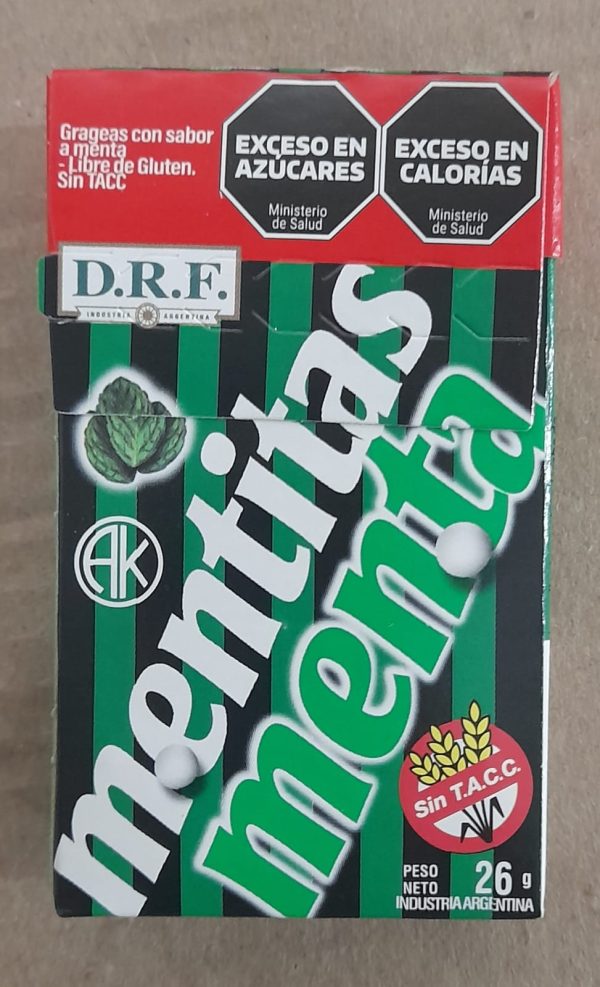 Grageas con sabor
a menta
- Libre de Gluten.
Sin TACC
EXCESO EN
AZÚCARES
Ministerio
de Salud
EXCESO EN
CALORÍAS
Ministerio
de Salud
D.R.F.
INDUSTRIA ARGENTINA
mentitas
menta
AK
Sin T.A.C.C.
PESO
NETO 26 g
INDUSTRIA ARGENTINA